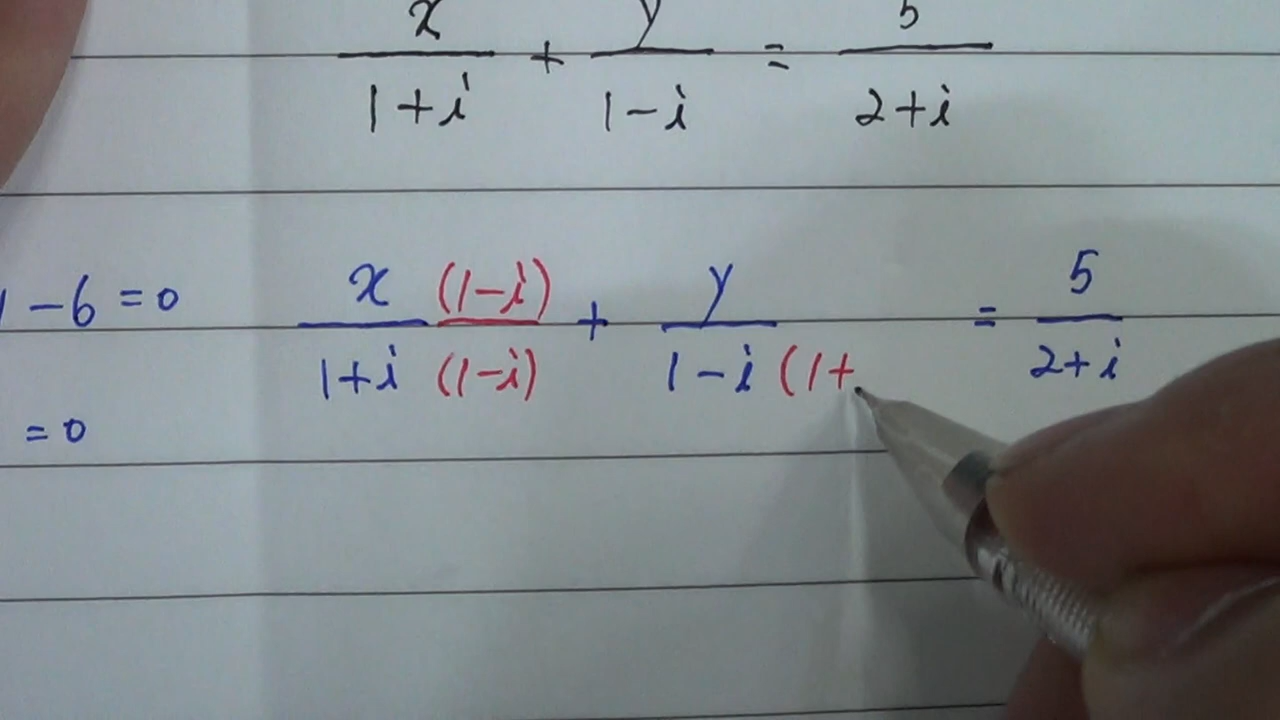 x y 5
1+i + 1-i = 2+i
-6=0 x (1-i) y 5
1+i (1-i) + 1-i (1+ = 2+i
=0